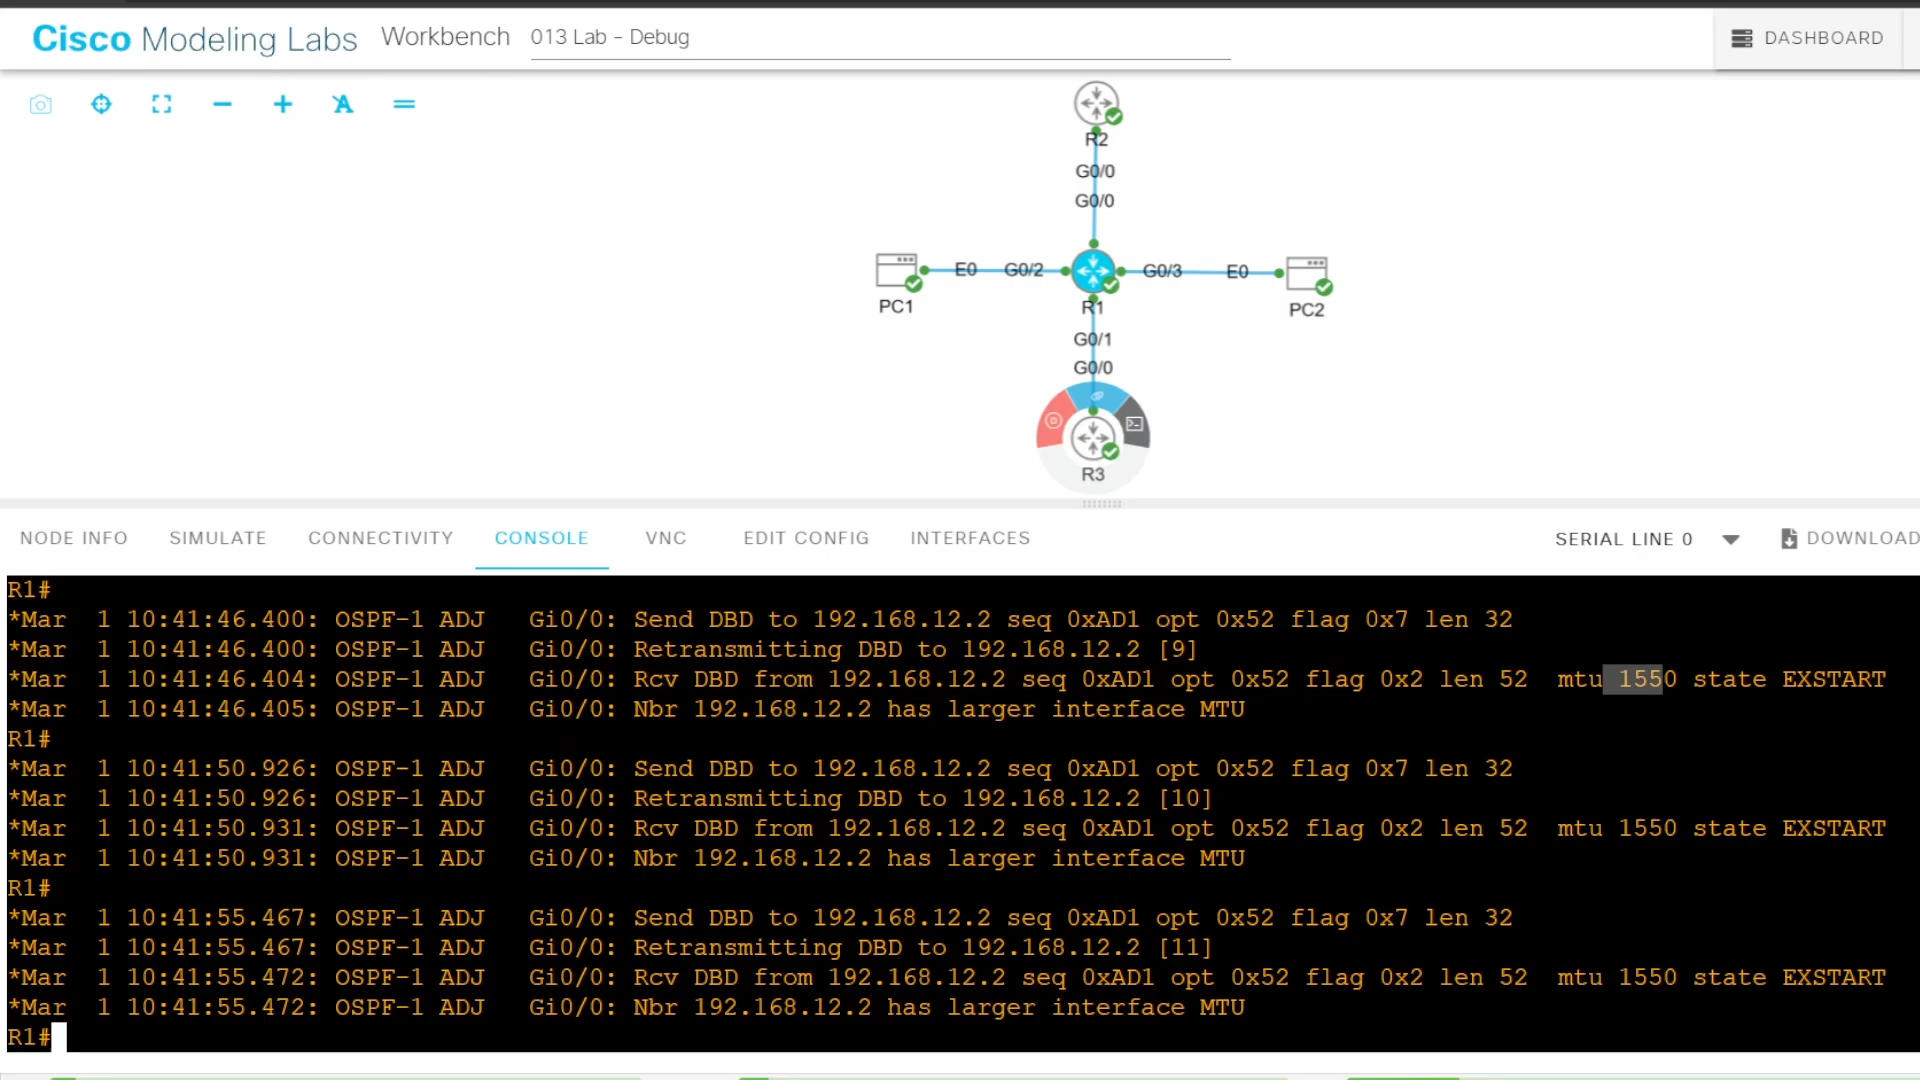 Cisco Modeling Labs Workbench 013 Lab - Debug DASHBOARD
R2
G0/0
G0/0
E0 G0/2 G0/3 E0
PC1 R1 PC2
G0/1
G0/0
R3
NODE INFO SIMULATE CONNECTIVITY CONSOLE VNC EDIT CONFIG INTERFACES SERIAL LINE 0 DOWNLOAD
R1#
*Mar  1 10:41:46.400: OSPF-1 ADJ   Gi0/0: Send DBD to 192.168.12.2 seq 0xAD1 opt 0x52 flag 0x7 len 32
*Mar  1 10:41:46.400: OSPF-1 ADJ   Gi0/0: Retransmitting DBD to 192.168.12.2 [9]
*Mar  1 10:41:46.404: OSPF-1 ADJ   Gi0/0: Rcv DBD from 192.168.12.2 seq 0xAD1 opt 0x52 flag 0x2 len 52  mtu 1550 state EXSTART
*Mar  1 10:41:46.405: OSPF-1 ADJ   Gi0/0: Nbr 192.168.12.2 has larger interface MTU
R1#
*Mar  1 10:41:50.926: OSPF-1 ADJ   Gi0/0: Send DBD to 192.168.12.2 seq 0xAD1 opt 0x52 flag 0x7 len 32
*Mar  1 10:41:50.926: OSPF-1 ADJ   Gi0/0: Retransmitting DBD to 192.168.12.2 [10]
*Mar  1 10:41:50.931: OSPF-1 ADJ   Gi0/0: Rcv DBD from 192.168.12.2 seq 0xAD1 opt 0x52 flag 0x2 len 52  mtu 1550 state EXSTART
*Mar  1 10:41:50.931: OSPF-1 ADJ   Gi0/0: Nbr 192.168.12.2 has larger interface MTU
R1#
*Mar  1 10:41:55.467: OSPF-1 ADJ   Gi0/0: Send DBD to 192.168.12.2 seq 0xAD1 opt 0x52 flag 0x7 len 32
*Mar  1 10:41:55.467: OSPF-1 ADJ   Gi0/0: Retransmitting DBD to 192.168.12.2 [11]
*Mar  1 10:41:55.472: OSPF-1 ADJ   Gi0/0: Rcv DBD from 192.168.12.2 seq 0xAD1 opt 0x52 flag 0x2 len 52  mtu 1550 state EXSTART
*Mar  1 10:41:55.472: OSPF-1 ADJ   Gi0/0: Nbr 192.168.12.2 has larger interface MTU
R1#